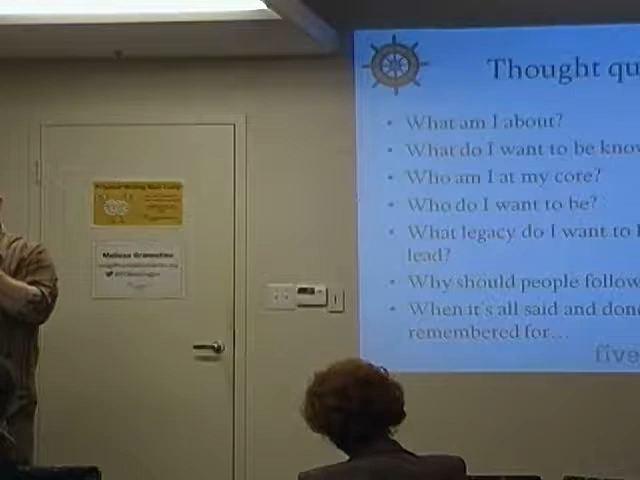 Thought qu
• What am I about?
• What do I want to be know
• Who am I at my core?
• Who do I want to be?
• What legacy do I want to l
lead?
• Why should people follow
• When it's all said and done
remembered for...
five
Melissa